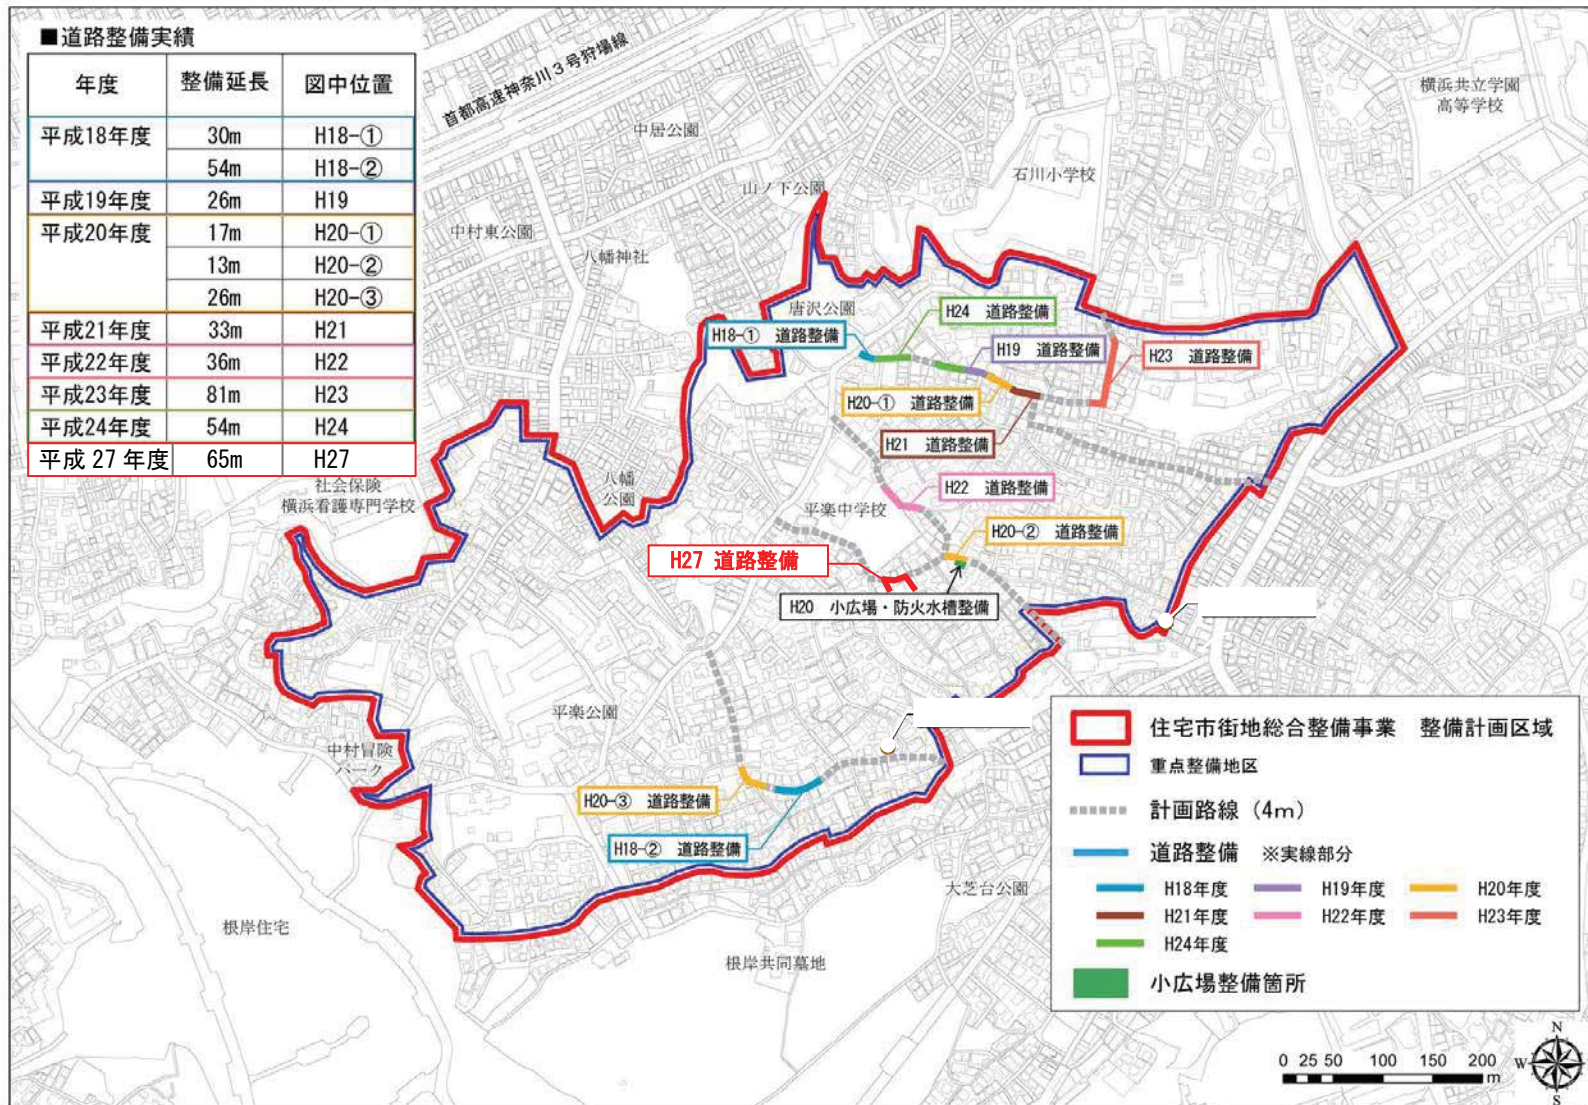 ■道路整備実績
年度 整備延長 図中位置
平成18年度 30m H18-①
54m H18-②
平成19年度 26m H19
平成20年度 17m H20-①
13m H20-②
26m H20-③
平成21年度 33m H21
平成22年度 36m H22
平成23年度 81m H23
平成24年度 54m H24
平成 27 年度 65m H27
首都高速神奈川3号狩場線
中居公園
横浜共立学園
高等学校
石川小学校
山ノ下公園
中村東公園
八幡神社
唐沢公園
H24 道路整備
H18-① 道路整備
H19 道路整備
H23 道路整備
H20-① 道路整備
H21 道路整備
社会保険
横浜看護専門学校
八幡
公園
H22 道路整備
平楽中学校
H20-② 道路整備
H27 道路整備
H20 小広場・防火水槽整備
平楽公園
中村冒険
パーク
H20-③ 道路整備
H18-② 道路整備
大芝台公園
根岸住宅
根岸共同墓地
住宅市街地総合整備事業 整備計画区域
重点整備地区
計画路線（4m）
道路整備 ※実線部分
H18年度 H19年度 H20年度
H21年度 H22年度 H23年度
H24年度
小広場整備箇所
0 25 50 100 150 200
m
N
W
S